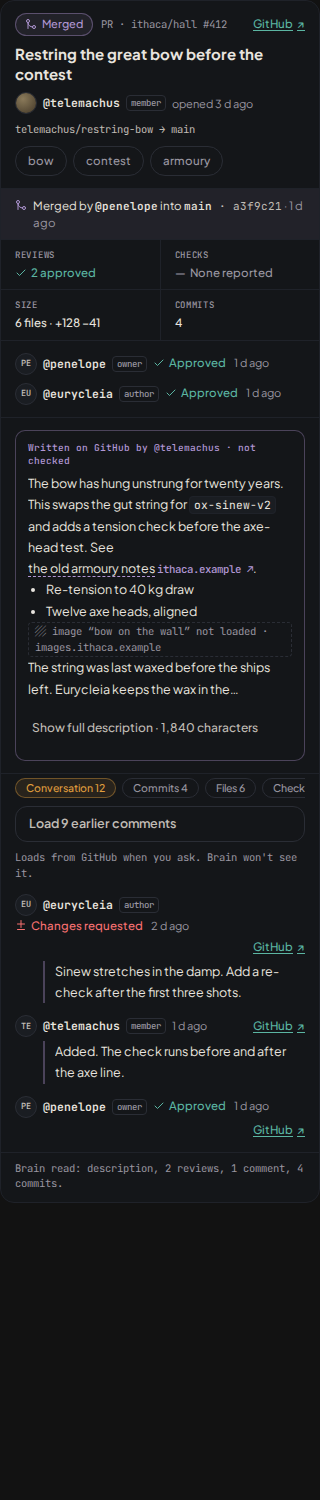 Merged PR · ithaca/hall #412 GitHub ↗
Restring the great bow before the
contest
@telemachus member opened 3 d ago
telemachus/restring-bow → main
bow contest armoury
Merged by @penelope into main · a3f9c21 · 1 d
ago
REVIEWS CHECKS
✓ 2 approved — None reported
SIZE COMMITS
6 files · +128 −41 4
PE @penelope owner ✓ Approved 1 d ago
EU @eurycleia author ✓ Approved 1 d ago
Written on GitHub by @telemachus · not
checked
The bow has hung unstrung for twenty years.
This swaps the gut string for ox-sinew-v2
and adds a tension check before the axe-
head test. See
the old armoury notes ithaca.example ↗.
• Re-tension to 40 kg draw
• Twelve axe heads, aligned
image “bow on the wall” not loaded ·
images.ithaca.example
The string was last waxed before the ships
left. Eurycleia keeps the wax in the…
Show full description · 1,840 characters
Conversation 12 Commits 4 Files 6 Check
Load 9 earlier comments
Loads from GitHub when you ask. Brain won't see
it.
EU @eurycleia author
± Changes requested 2 d ago
GitHub ↗
Sinew stretches in the damp. Add a re-
check after the first three shots.
TE @telemachus member 1 d ago GitHub ↗
Added. The check runs before and after
the axe line.
PE @penelope owner ✓ Approved 1 d ago
GitHub ↗
Brain read: description, 2 reviews, 1 comment, 4
commits.